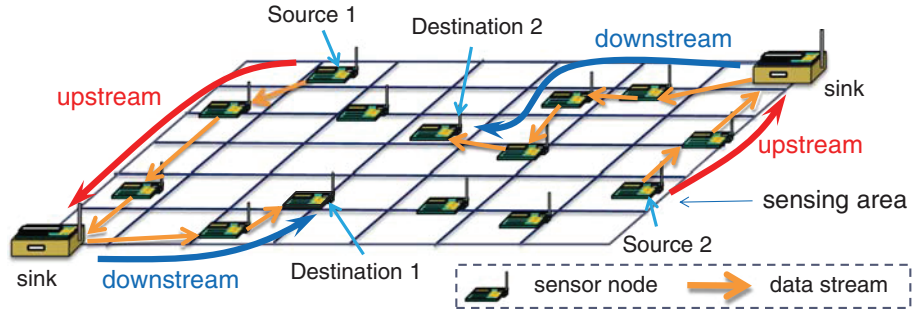 Source 1
Destination 2
downstream
upstream
sink
upstream
sensing area
Source 2
Destination 1
downstream
sink
sensor node
data stream